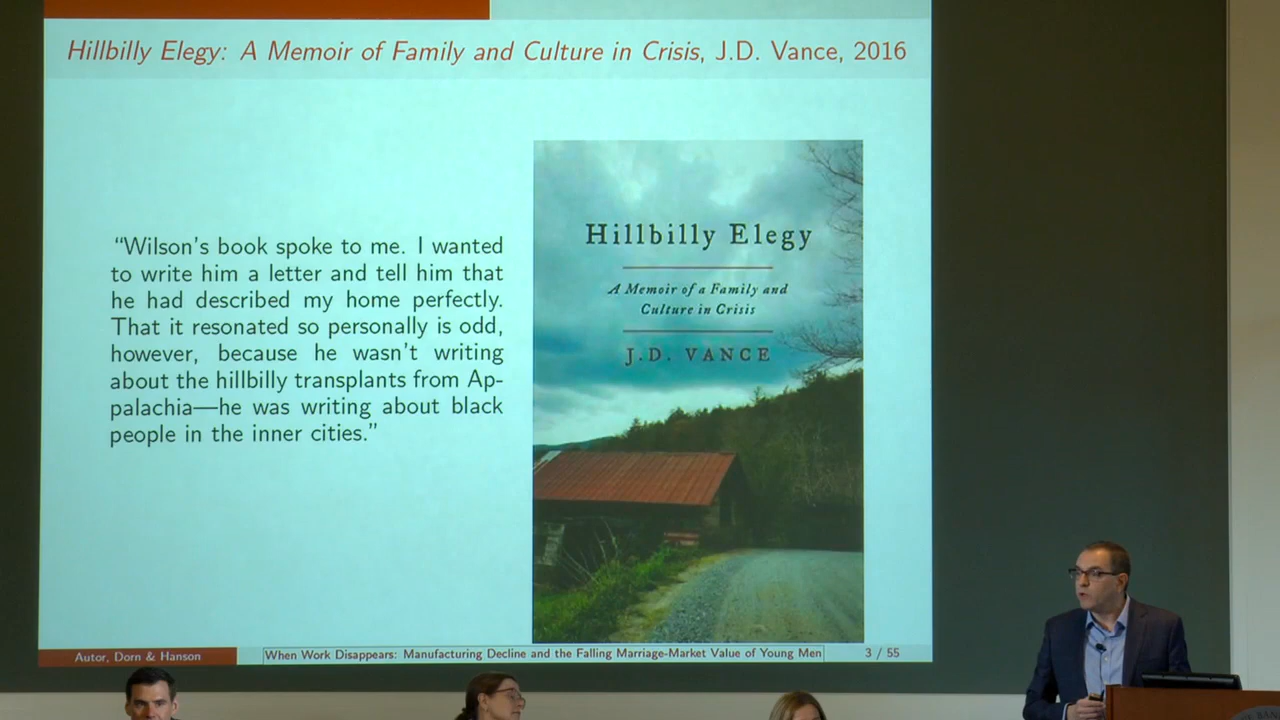 Hillbilly Elegy: A Memoir of Family and Culture in Crisis, J.D. Vance, 2016
“Wilson’s book spoke to me. I wanted
to write him a letter and tell him that
he had described my home perfectly.
That it resonated so personally is odd,
however, because he wasn’t writing
about the hillbilly transplants from Ap-
palachia—he was writing about black
people in the inner cities.”
Hillbilly Elegy
A Memoir of a Family and
Culture in Crisis
J.D. VANCE
Autor, Dorn & Hanson
When Work Disappears: Manufacturing Decline and the Falling Marriage-Market Value of Young Men
3 / 55